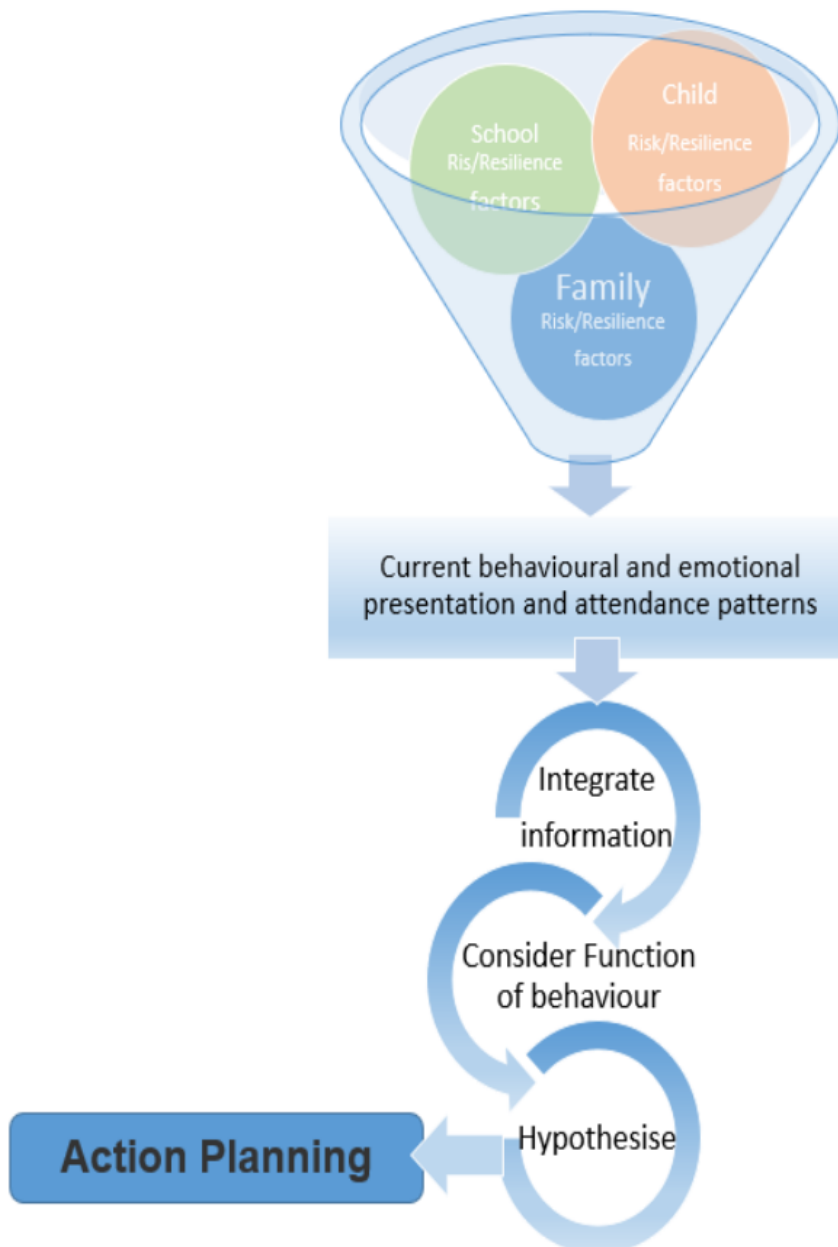 School
Ris/Resilience
factors
Child
Risk/Resilience
factors
Family
Risk/Resilience
factors
Current behavioural and emotional
presentation and attendance patterns
Integrate
information
Consider Function
of behaviour
Hypothesise
Action Planning